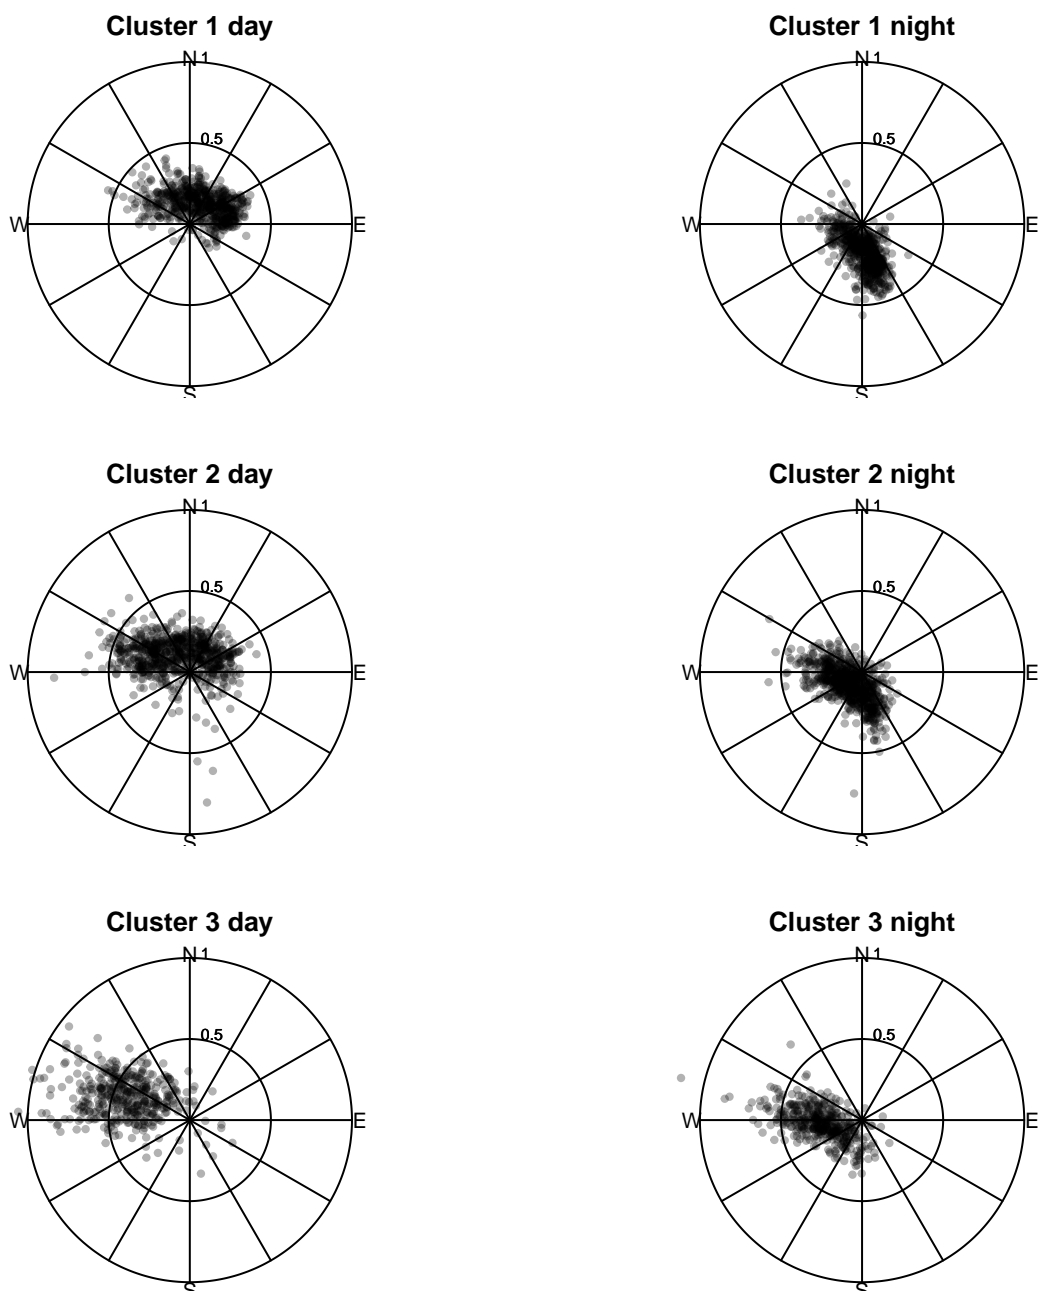 Cluster 1 day
N 1
0.5
W E
S
Cluster 1 night
N 1
0.5
W E
S
Cluster 2 day
N 1
0.5
W E
S
Cluster 2 night
N 1
0.5
W E
S
Cluster 3 day
N 1
0.5
W E
S
Cluster 3 night
N 1
0.5
W E
S